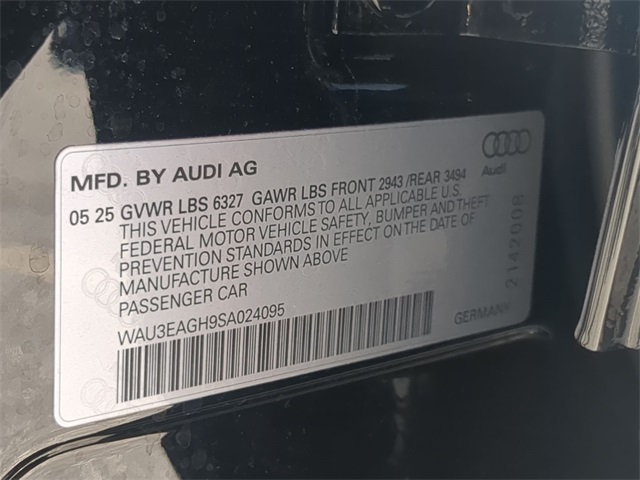 MFD. BY AUDI AG
Audi
05 25 GVWR LBS 6327 GAWR LBS FRONT 2943 /REAR 3494
THIS VEHICLE CONFORMS TO ALL APPLICABLE U.S.
FEDERAL MOTOR VEHICLE SAFETY, BUMPER AND THEFT
PREVENTION STANDARDS IN EFFECT ON THE DATE OF
MANUFACTURE SHOWN ABOVE
PASSENGER CAR
WAU3EAGH9SA024095
GERMANY
2142008